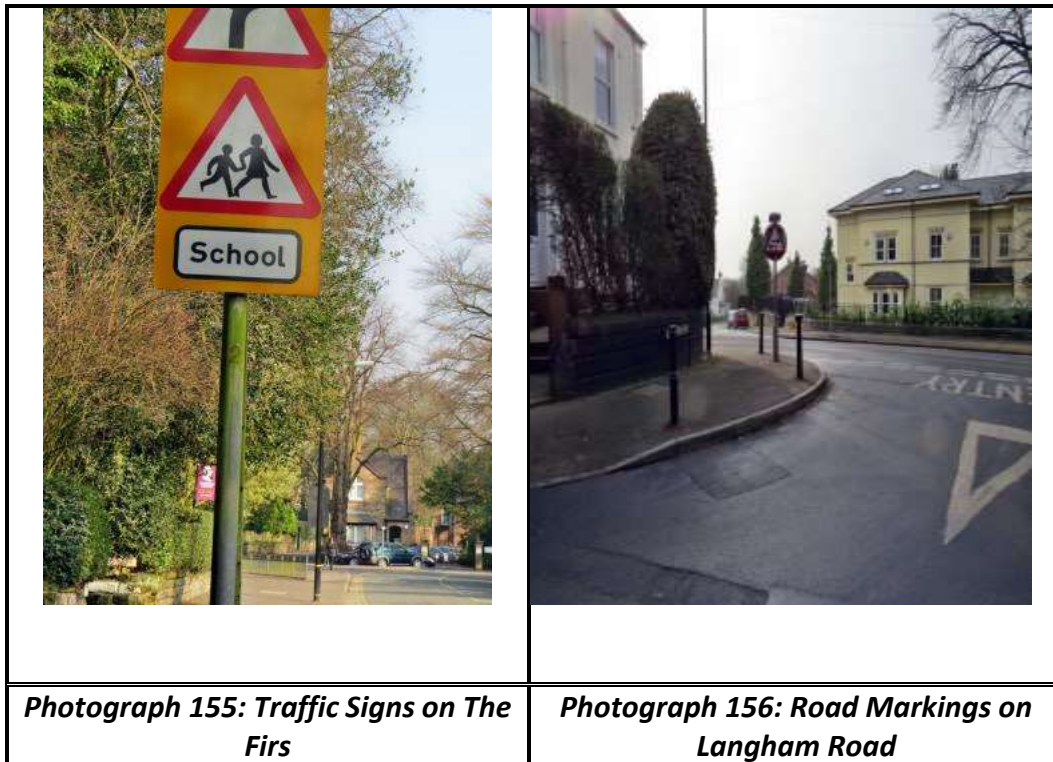 School
ENTRY
Photograph 155: Traffic Signs on The
Firs
Photograph 156: Road Markings on
Langham Road